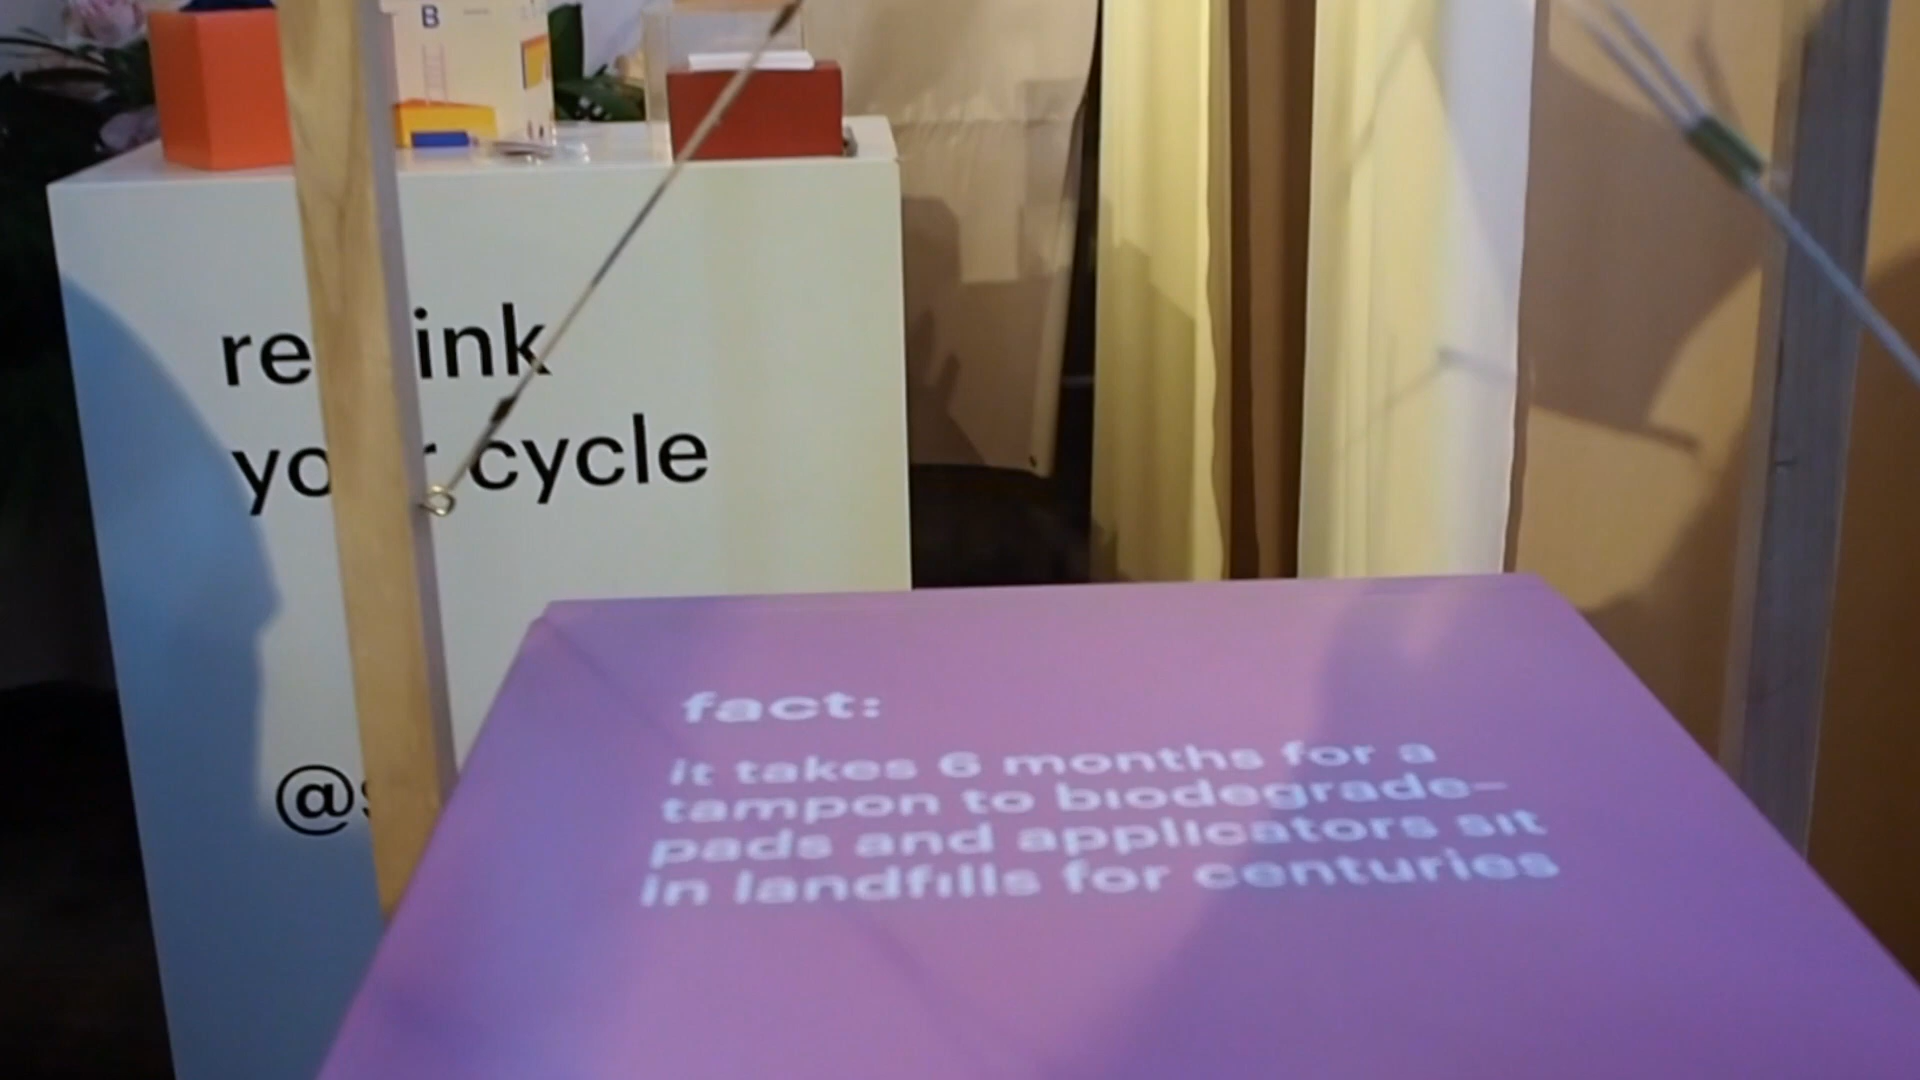 B
re ink
yo r cycle
@
fact:
it takes 6 months for a
tampon to biodegrade–
pads and applicators sit
in landfills for centuries